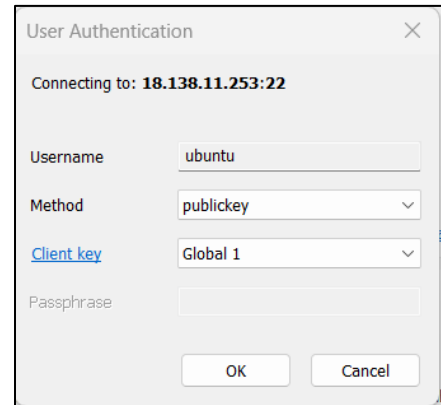 User Authentication
Connecting to: 18.138.11.253:22
Username ubuntu
Method publickey
Client key Global 1
Passphrase
OK Cancel